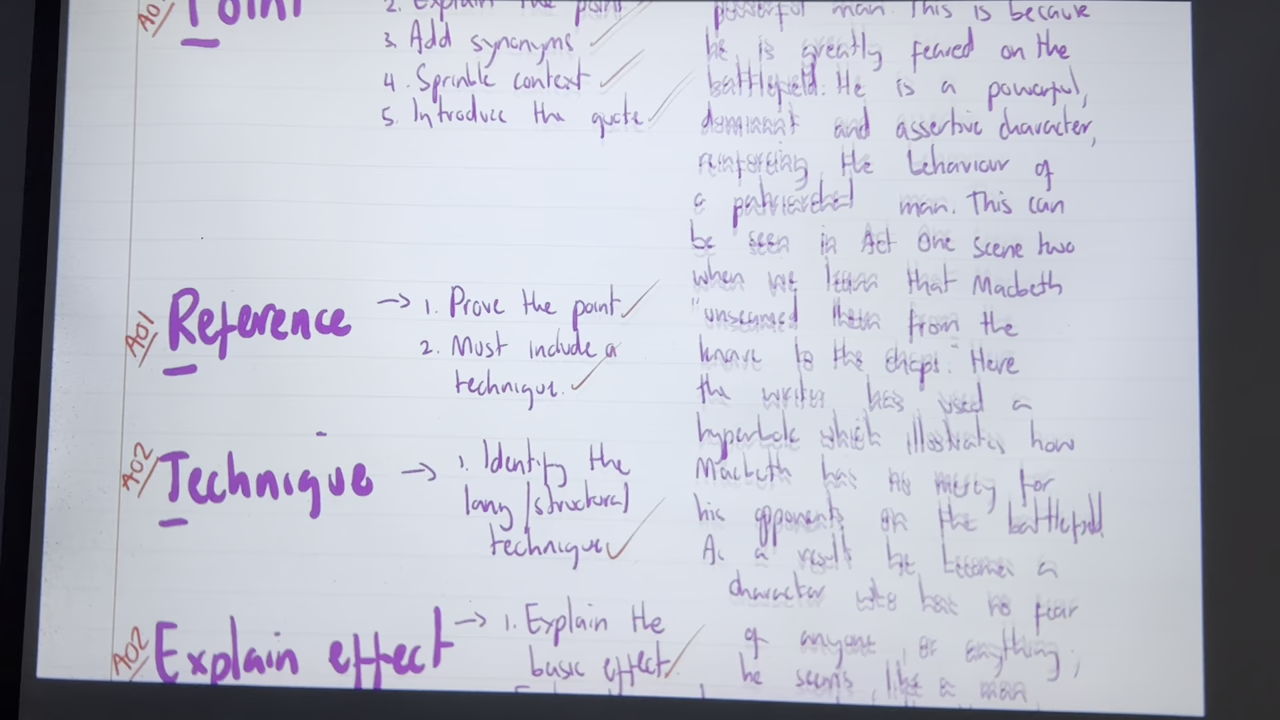 AO1
Point
2. Explain the point
3. Add synonyms
4. Sprinkle context
5. Introduce the quote
AO1
Reference → 1. Prove the point
2. Must include a
technique.
AO2
Technique → 1. Identify the
lang/structural
technique
AO2
Explain effect → 1. Explain the
basic effect
powerful man. This is because
he is greatly feared on the
battlefield. He is a powerful,
dominant and assertive character,
reinforcing the behaviour of
a patriarchal man. This can
be seen in Act One scene two
when we learn that Macbeth
"unseamed them from the
knave to the chaps". Here
the writer has used a
hyperbole which illustrates how
Macbeth has no mercy for
his opponents on the battlefield
As a result he becomes a
character who has no fear
of anyone or anything,
he seems like a man